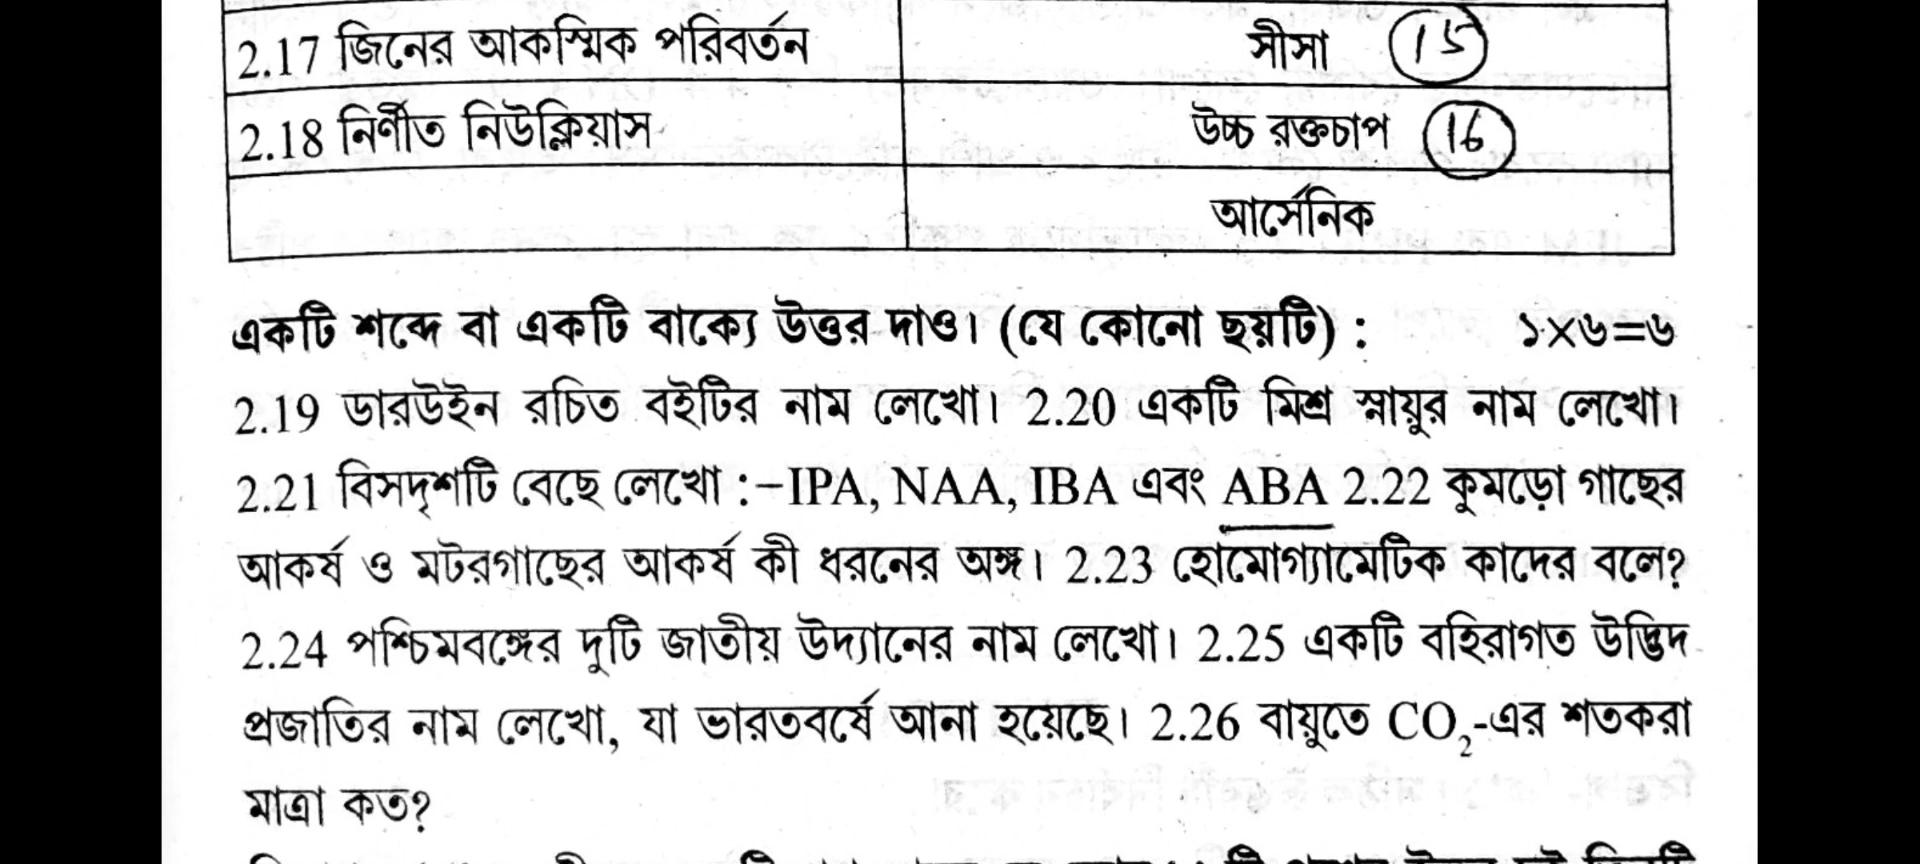 2.17 জিনের আকস্মিক পরিবর্তন সীসা 15
2.18 নির্ণীত নিউক্লিয়াস উচ্চ রক্তচাপ 16
আর্সেনিক
একটি শব্দে বা একটি বাক্যে উত্তর দাও। (যে কোনো ছয়টি) : ১×৬=৬
2.19 ডারউইন রচিত বইটির নাম লেখো। 2.20 একটি মিশ্র স্নায়ুর নাম লেখো।
2.21 বিসদৃশটি বেছে লেখো :–IPA, NAA, IBA এবং ABA 2.22 কুমড়ো গাছের
আকর্ষ ও মটরগাছের আকর্ষ কী ধরনের অঙ্গ। 2.23 হোমোগ্যামেটিক কাদের বলে?
2.24 পশ্চিমবঙ্গের দুটি জাতীয় উদ্যানের নাম লেখো। 2.25 একটি বহিরাগত উদ্ভিদ
প্রজাতির নাম লেখো, যা ভারতবর্ষে আনা হয়েছে। 2.26 বায়ুতে CO₂-এর শতকরা
মাত্রা কত?